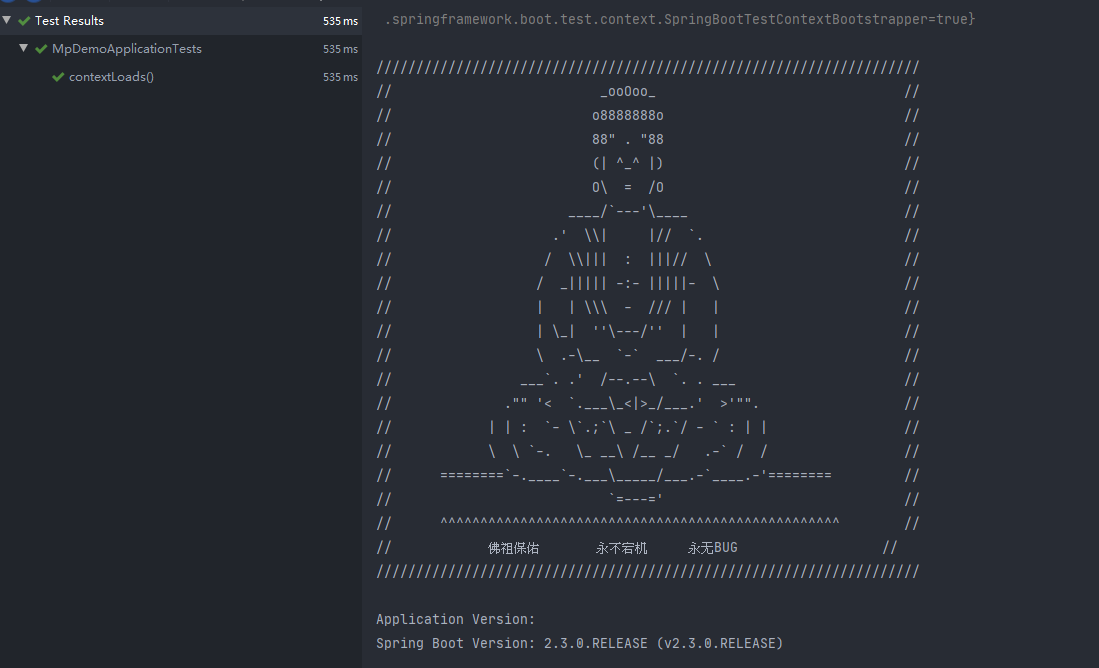 Test Results 535 ms
MpDemoApplicationTests 535 ms
contextLoads() 535 ms
.springframework.boot.test.context.SpringBootTestContextBootstrapper=true}
////////////////////////////////////////////////////////////////////
//                          _ooOoo_                               //
//                         o8888888o                              //
//                         88" . "88                              //
//                         (| ^_^ |)                              //
//                         O\  =  /O                              //
//                      ____/`---'\____                           //
//                    .'  \\|     |//  `.                         //
//                   /  \\|||  :  |||//  \                        //
//                  /  _||||| -:- |||||-  \                       //
//                  |   | \\\  -  /// |   |                       //
//                  | \_|  ''\---/''  |   |                       //
//                  \  .-\__  `-`  ___/-. /                       //
//                ___`. .'  /--.--\  `. . ___                     //
//              ."" '<  `.___\_<|>_/___.'  >'"".                  //
//            | | :  `- \`.;`\ _ /`;.`/ - ` : | |                 //
//            \  \ `-.   \_ __\ /__ _/   .-` /  /                 //
//      ========`-.____`-.___\_____/___.-`____.-'========         //
//                           `=---='                              //
//      ^^^^^^^^^^^^^^^^^^^^^^^^^^^^^^^^^^^^^^^^^^^^^^^^^^        //
//            佛祖保佑       永不宕机     永无BUG                  //
////////////////////////////////////////////////////////////////////
Application Version:
Spring Boot Version: 2.3.0.RELEASE (v2.3.0.RELEASE)